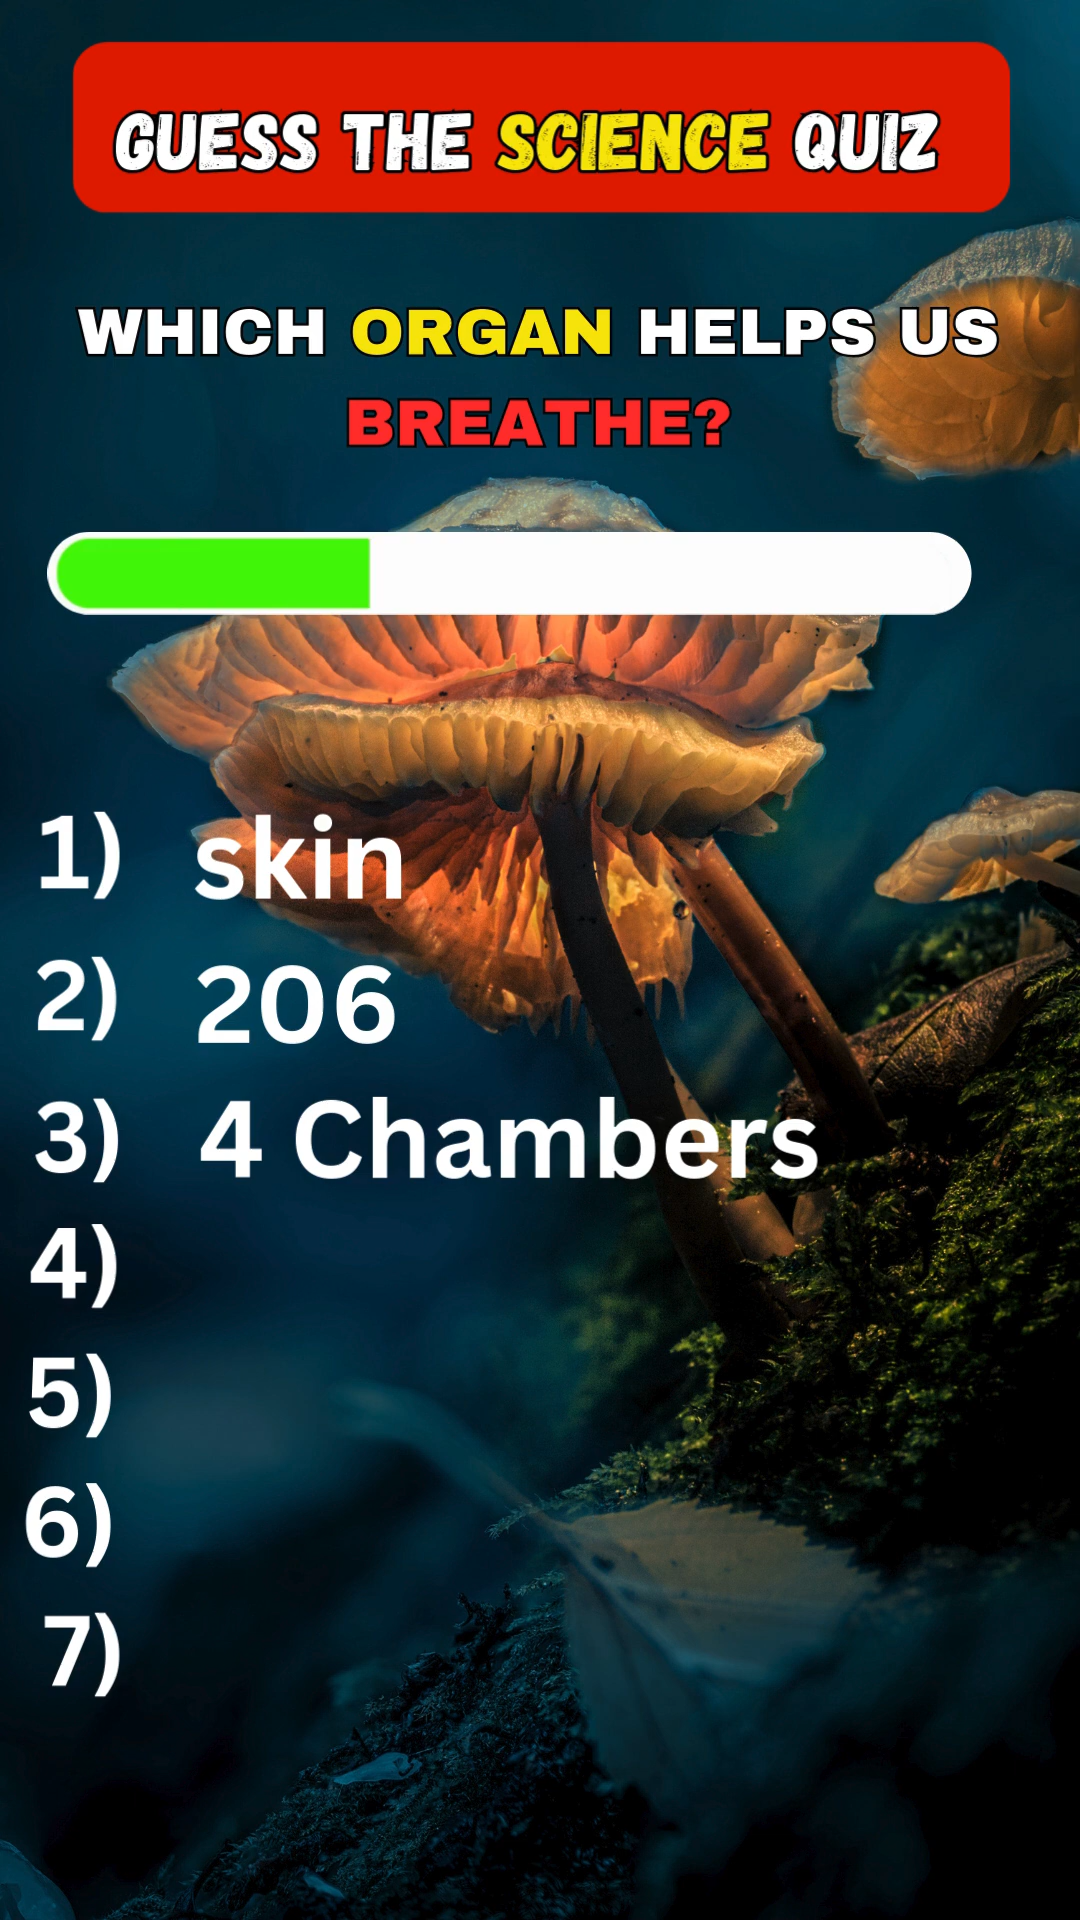 GUESS THE SCIENCE QUIZ
WHICH ORGAN HELPS US
BREATHE?
1) skin
2) 206
3) 4 Chambers
4)
5)
6)
7)